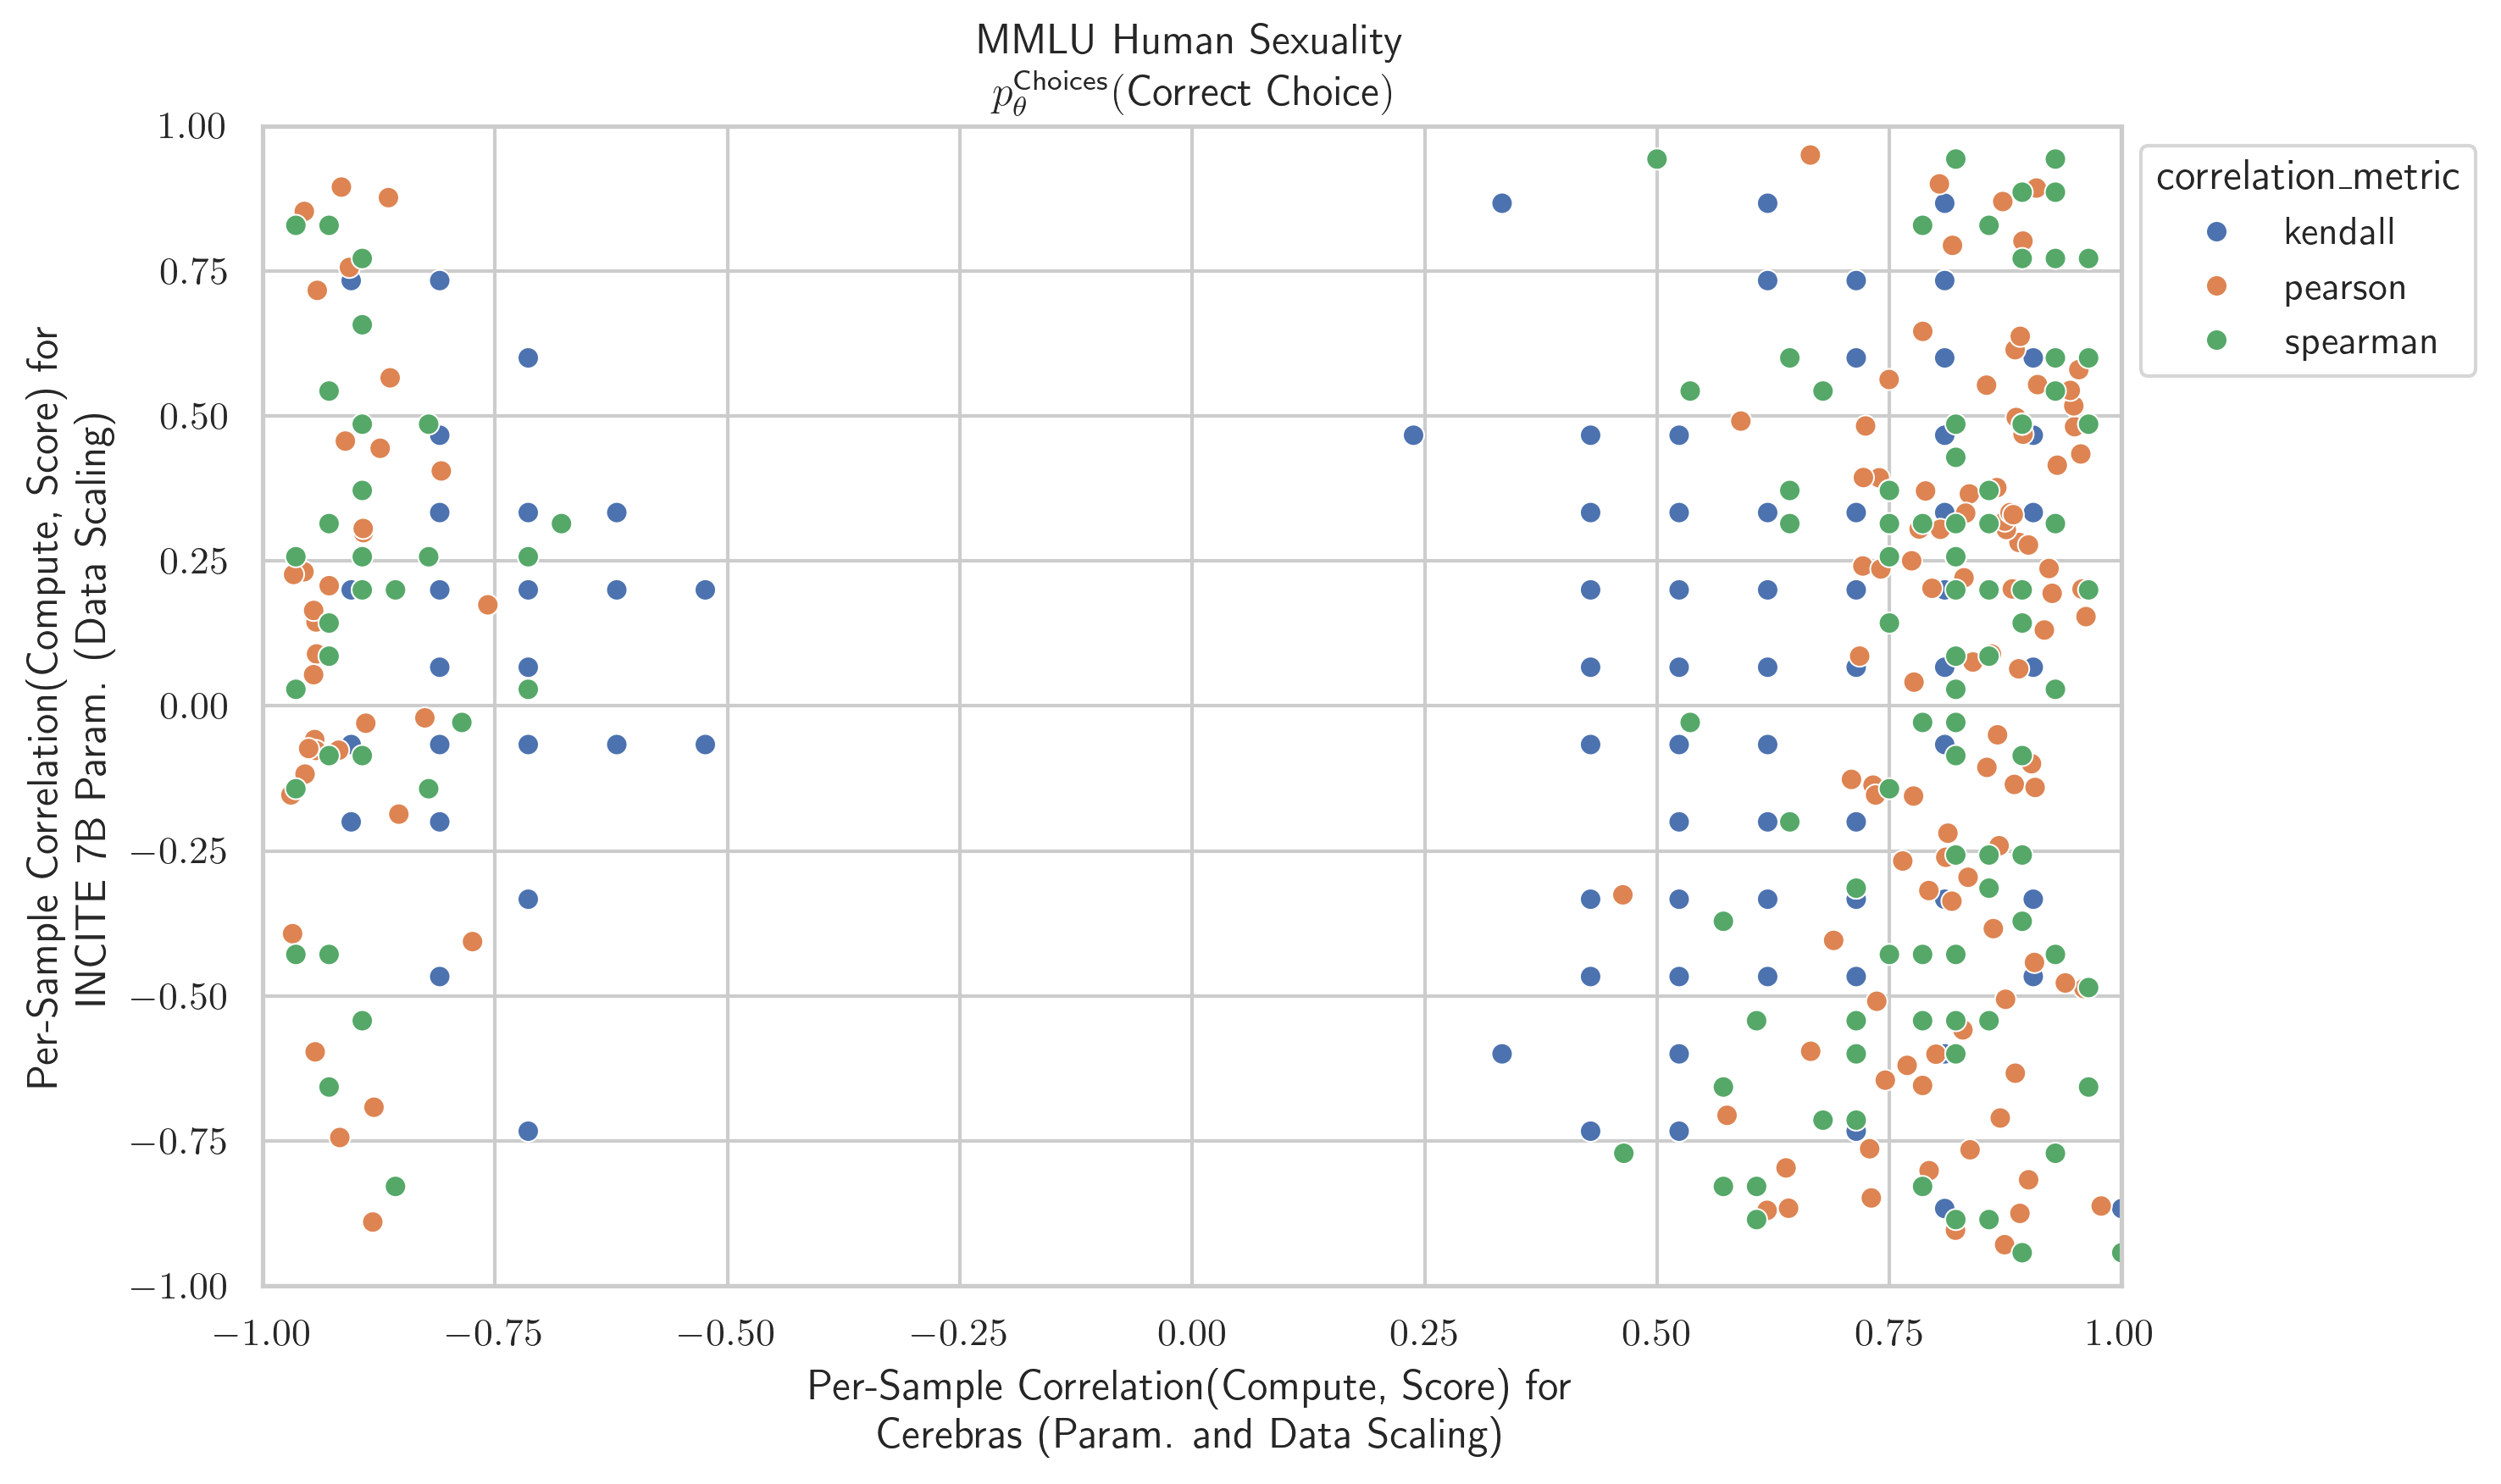 MMLU Human Sexuality
p_θ^Choices(Correct Choice)
1.00
0.75
0.50
0.25
0.00
−0.25
−0.50
−0.75
−1.00
Per-Sample Correlation(Compute, Score) for
INCITE 7B Param. (Data Scaling)
correlation_metric
kendall
pearson
spearman
−1.00 −0.75 −0.50 −0.25 0.00 0.25 0.50 0.75 1.00
Per-Sample Correlation(Compute, Score) for
Cerebras (Param. and Data Scaling)